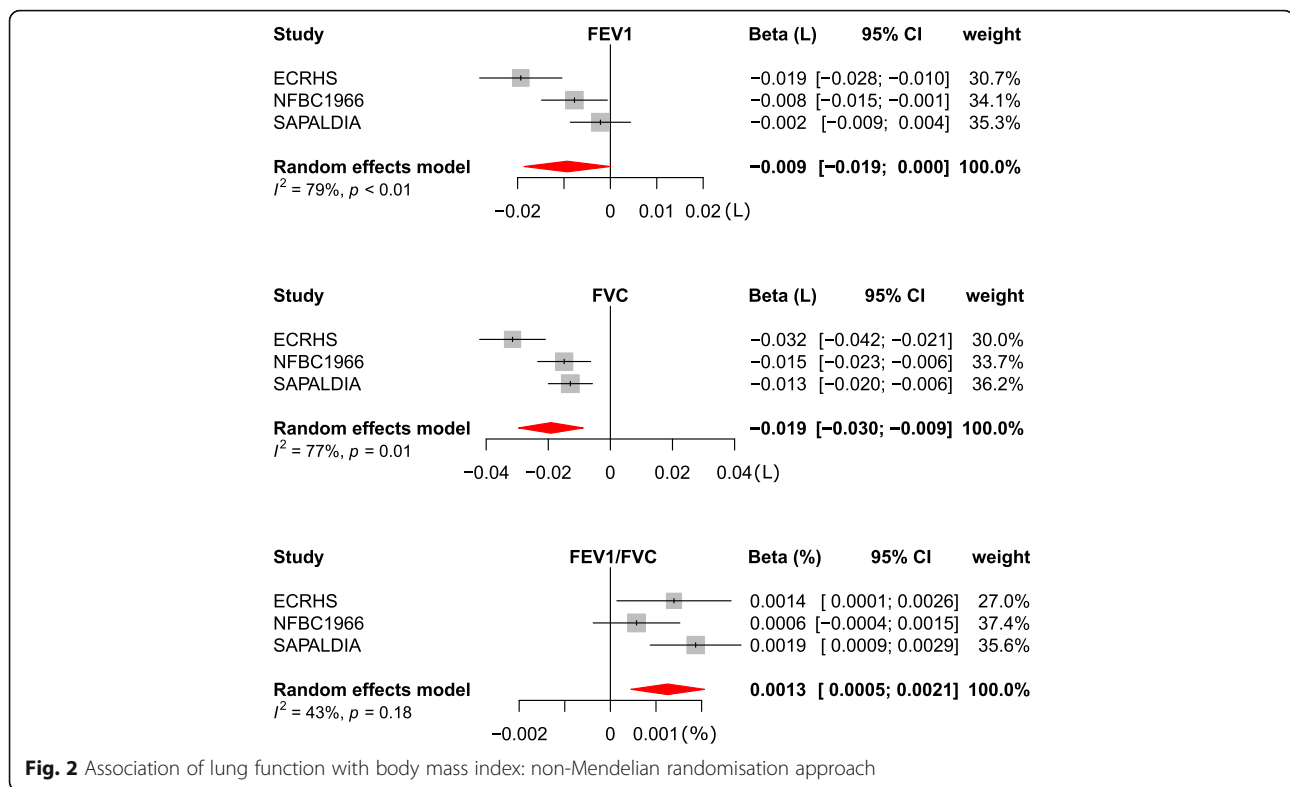 Study FEV1 Beta (L) 95% CI weight
ECRHS −0.019 [−0.028; −0.010] 30.7%
NFBC1966 −0.008 [−0.015; −0.001] 34.1%
SAPALDIA −0.002 [−0.009; 0.004] 35.3%
Random effects model −0.009 [−0.019; 0.000] 100.0%
I² = 79%, p < 0.01
−0.02 0 0.01 0.02 (L)
Study FVC Beta (L) 95% CI weight
ECRHS −0.032 [−0.042; −0.021] 30.0%
NFBC1966 −0.015 [−0.023; −0.006] 33.7%
SAPALDIA −0.013 [−0.020; −0.006] 36.2%
Random effects model −0.019 [−0.030; −0.009] 100.0%
I² = 77%, p = 0.01
−0.04 −0.02 0 0.02 0.04 (L)
Study FEV1/FVC Beta (%) 95% CI weight
ECRHS 0.0014 [ 0.0001; 0.0026] 27.0%
NFBC1966 0.0006 [−0.0004; 0.0015] 37.4%
SAPALDIA 0.0019 [ 0.0009; 0.0029] 35.6%
Random effects model 0.0013 [ 0.0005; 0.0021] 100.0%
I² = 43%, p = 0.18
−0.002 0 0.001 (%)
Fig. 2 Association of lung function with body mass index: non-Mendelian randomisation approach